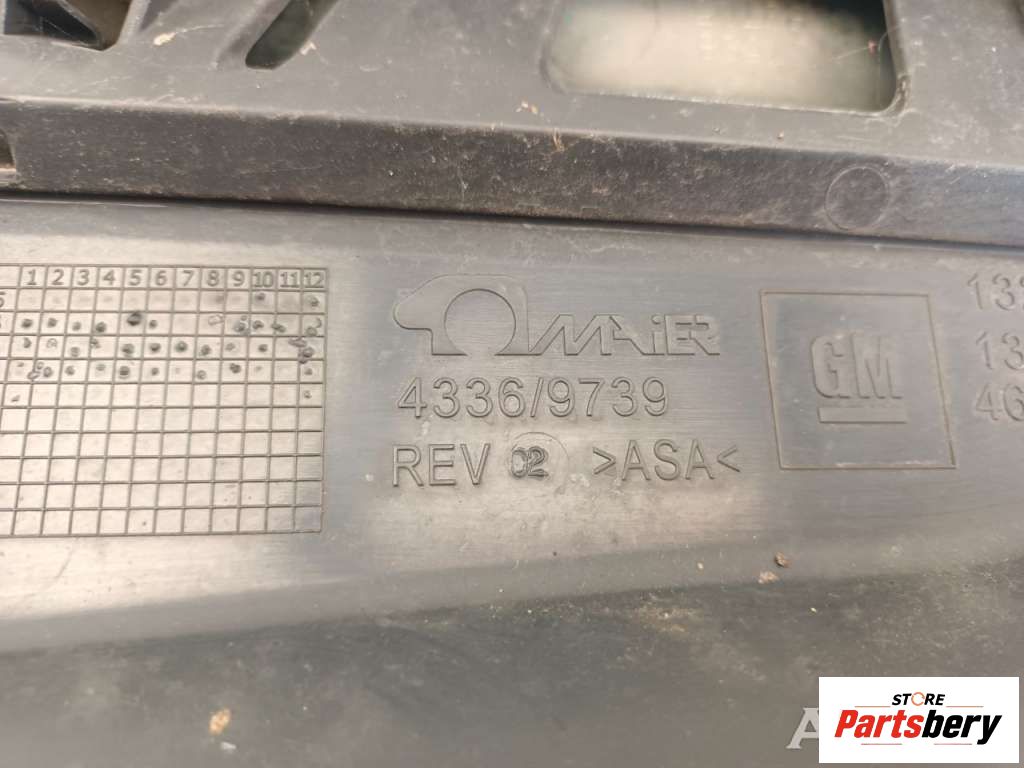 1 2 3 4 5 6 7 8 9 10 11 12
MAIER
4336/9739
REV 02 >ASA<
GM
STORE
Partsbery